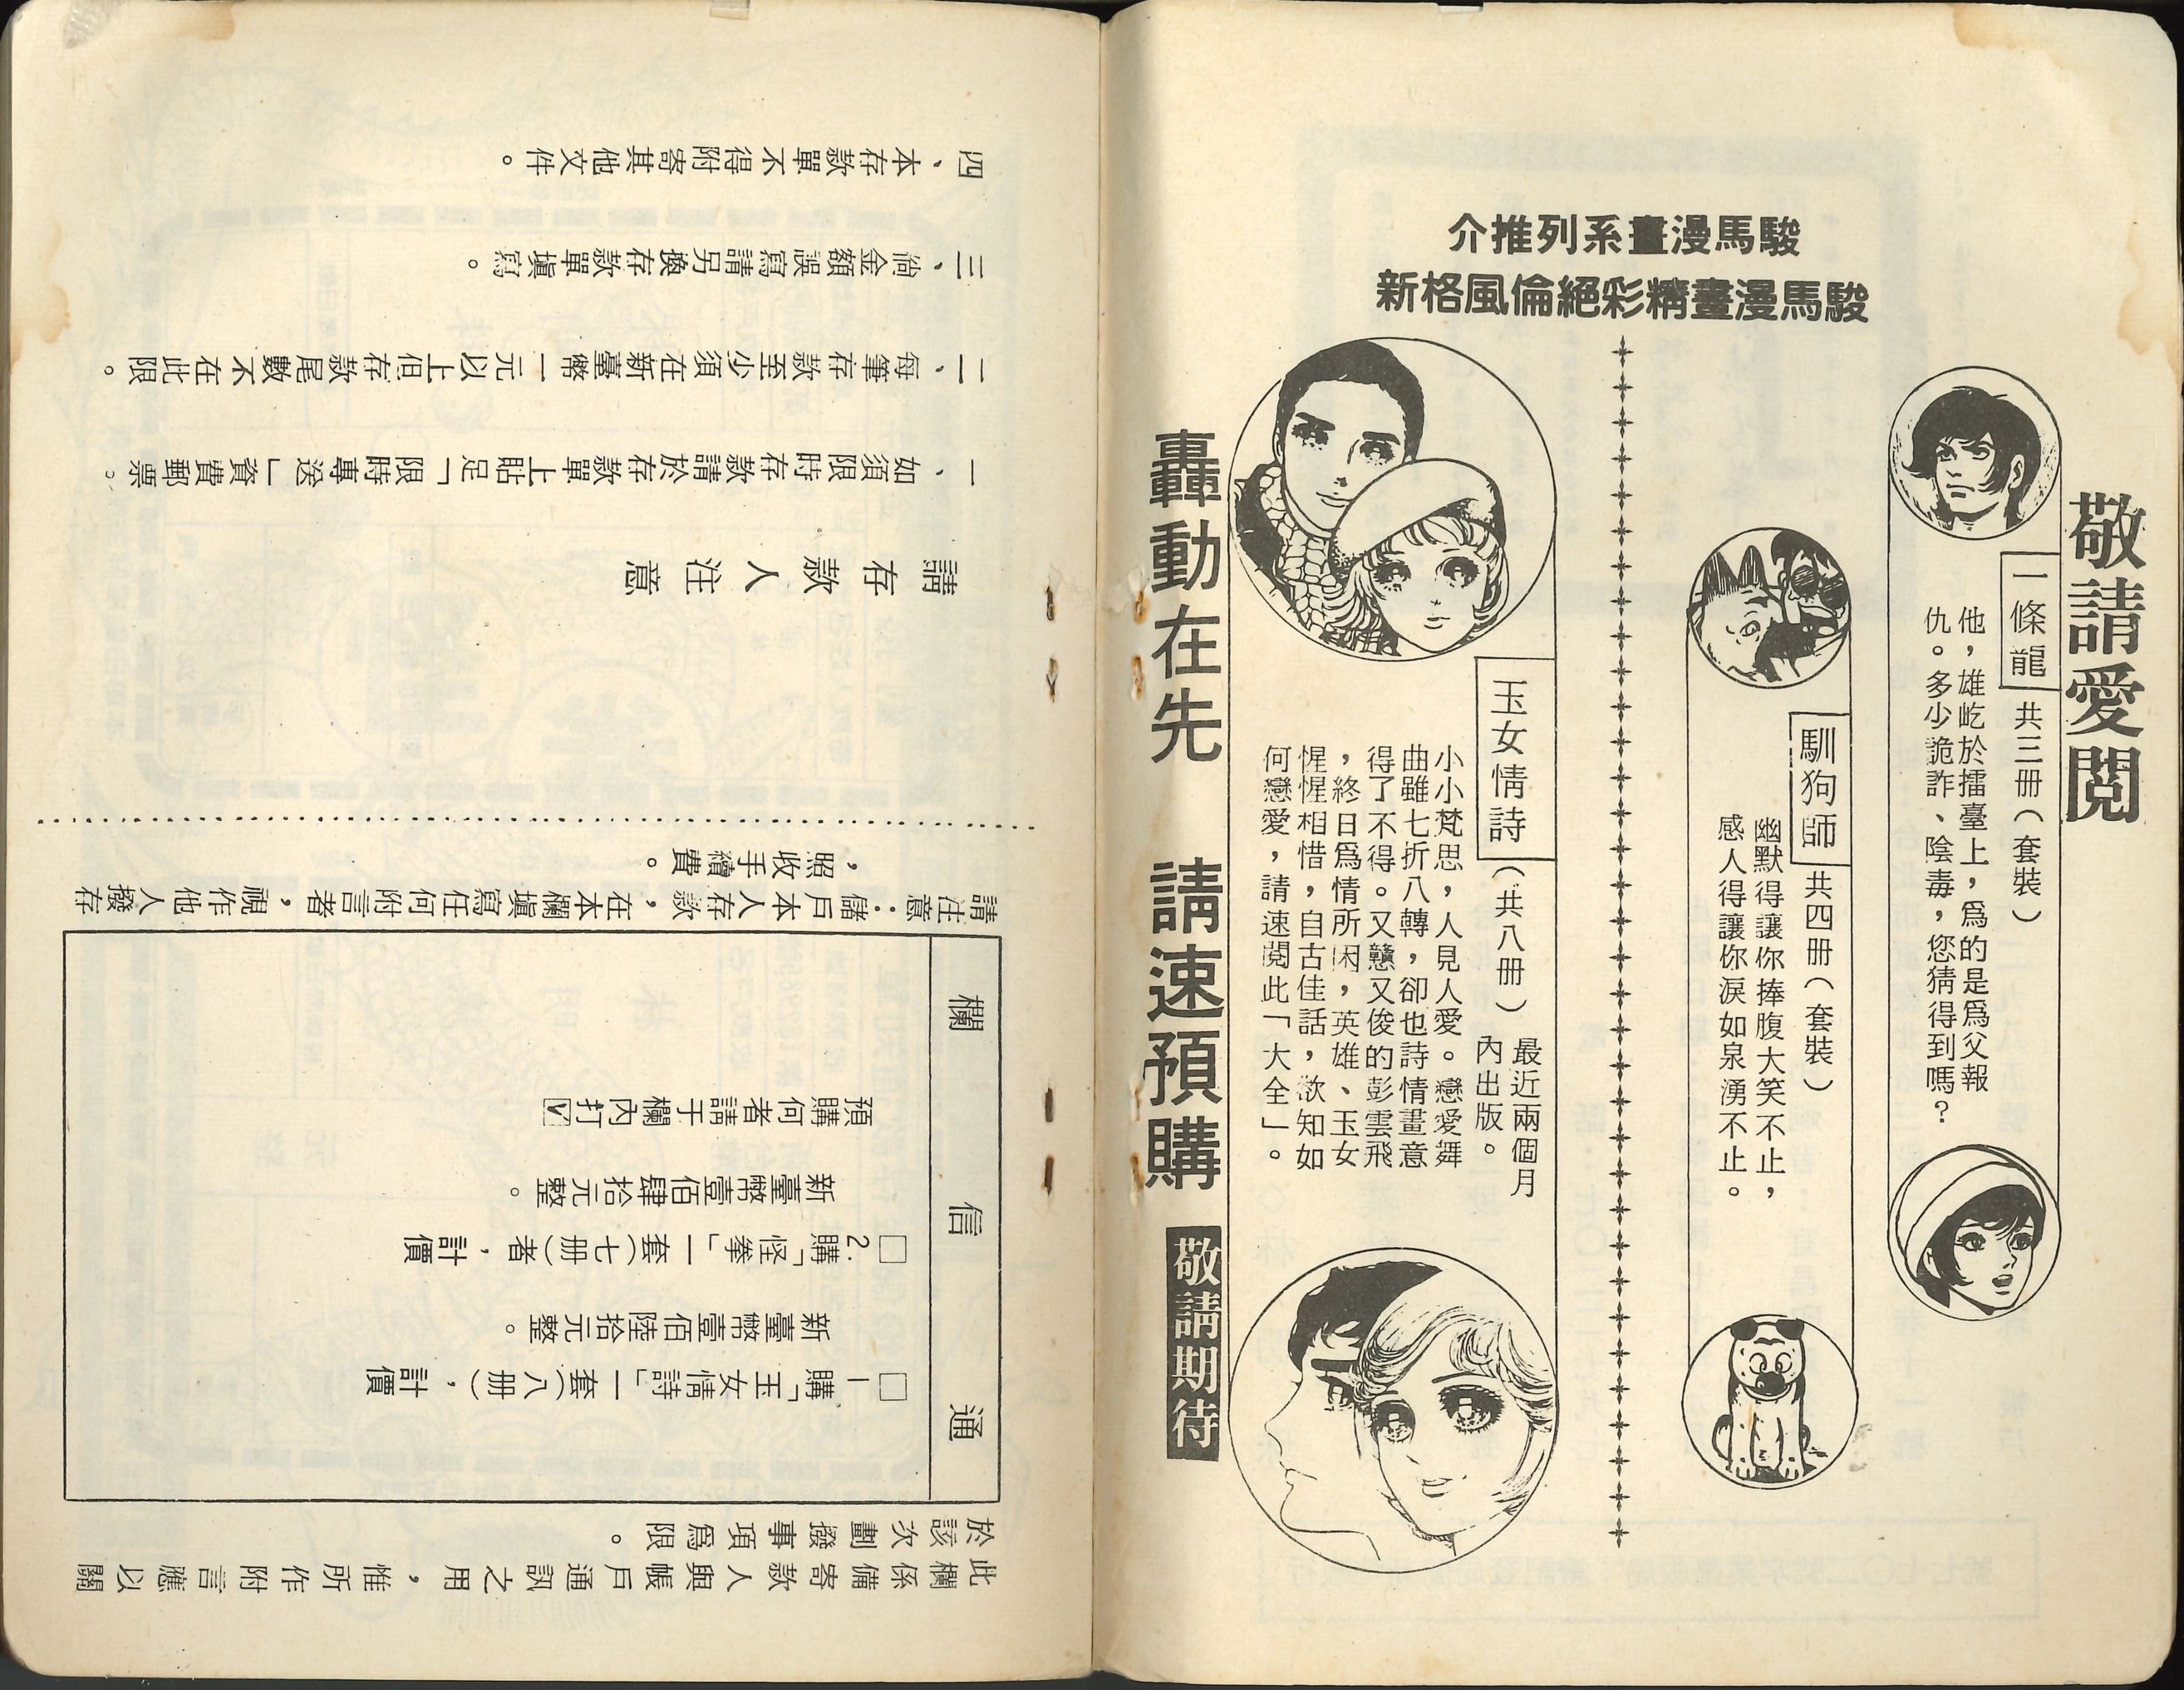 駿馬漫畫系列推介
駿馬漫畫精彩絕倫風格新
敬請愛閱
一條龍
共三册（套裝）
他，雄屹於擂臺上，爲的是爲父報
仇。多少詭詐、陰毒，您猜得到嗎？
馴狗師
共四册（套裝）
幽默得讓你捧腹大笑不止，
感人得讓你淚如泉湧不止。
玉女情詩
（共八册）
最近兩個月
內出版。
小小梵思，人見人愛。戀愛舞
曲雖七折八轉，卻也詩情畫意
得了不得。又戇又俊的彭雲飛
，終日爲情所困，英雄、玉女
惺惺相惜，自古佳話，欲知如
何戀愛，請速閱此「大全」。
轟動在先 請速預購
敬請期待
此欄係備寄款人與帳戶通訊之用，惟所作附言應以關
於該次劃撥事項爲限。
通信欄
□1.購「玉女情詩」一套（八册），計價
新臺幣壹佰陸拾元整。
□2.購「怪拳」一套（七册）者，計價
新臺幣壹佰肆拾元整。
預購何者請于欄內打☑
請注意：儲戶本人存款，在本欄塡寫任何附言者，視作他人撥存
，照收手續費。
請存款人注意
一、如須限時存款請於存款單上貼足「限時專送」資費郵票。
二、每筆存款至少須在新臺幣一元以上但存款尾數不在此限。
三、倘金額誤寫請另換存款單塡寫。
四、本存款單不得附寄其他文件。